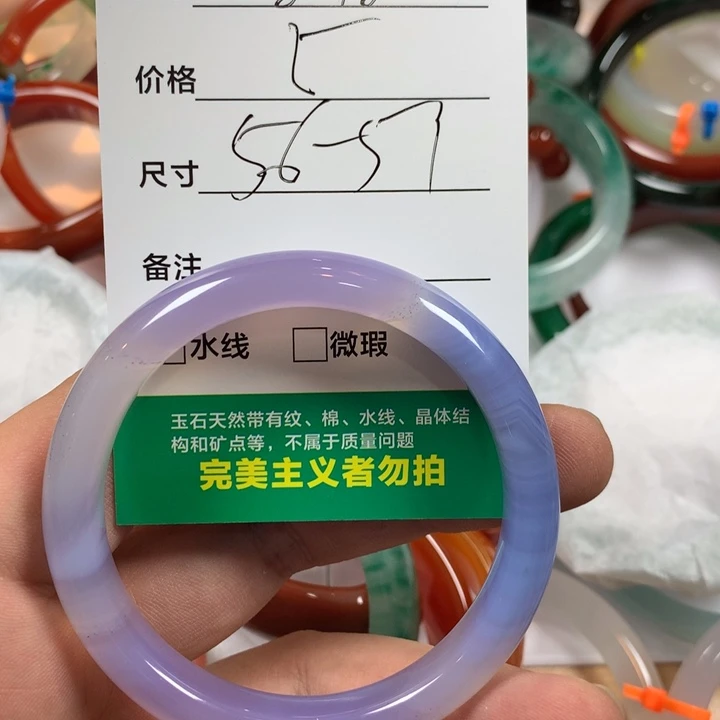 价格 5
尺寸 56-57
备注
水线 微瑕
玉石天然带有纹、棉、水线、晶体结
构和矿点等，不属于质量问题
完美主义者勿拍